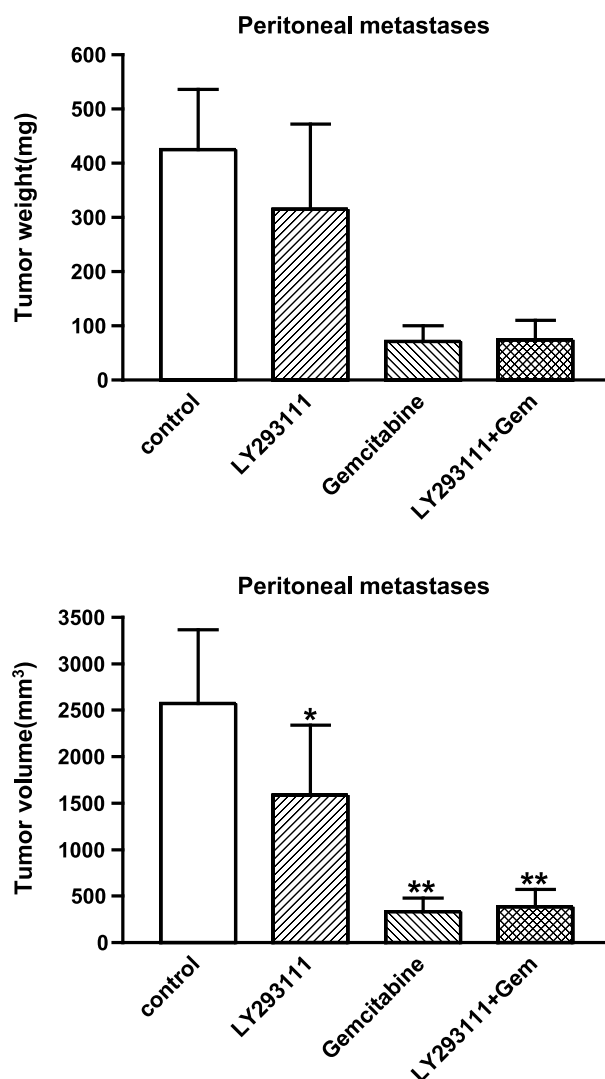 Peritoneal metastases
Tumor weight(mg)
600
500
400
300
200
100
0
control
LY293111
Gemcitabine
LY293111+Gem
Peritoneal metastases
Tumor volume(mm³)
3500
3000
2500
2000
1500
1000
500
0
*
**
**
control
LY293111
Gemcitabine
LY293111+Gem